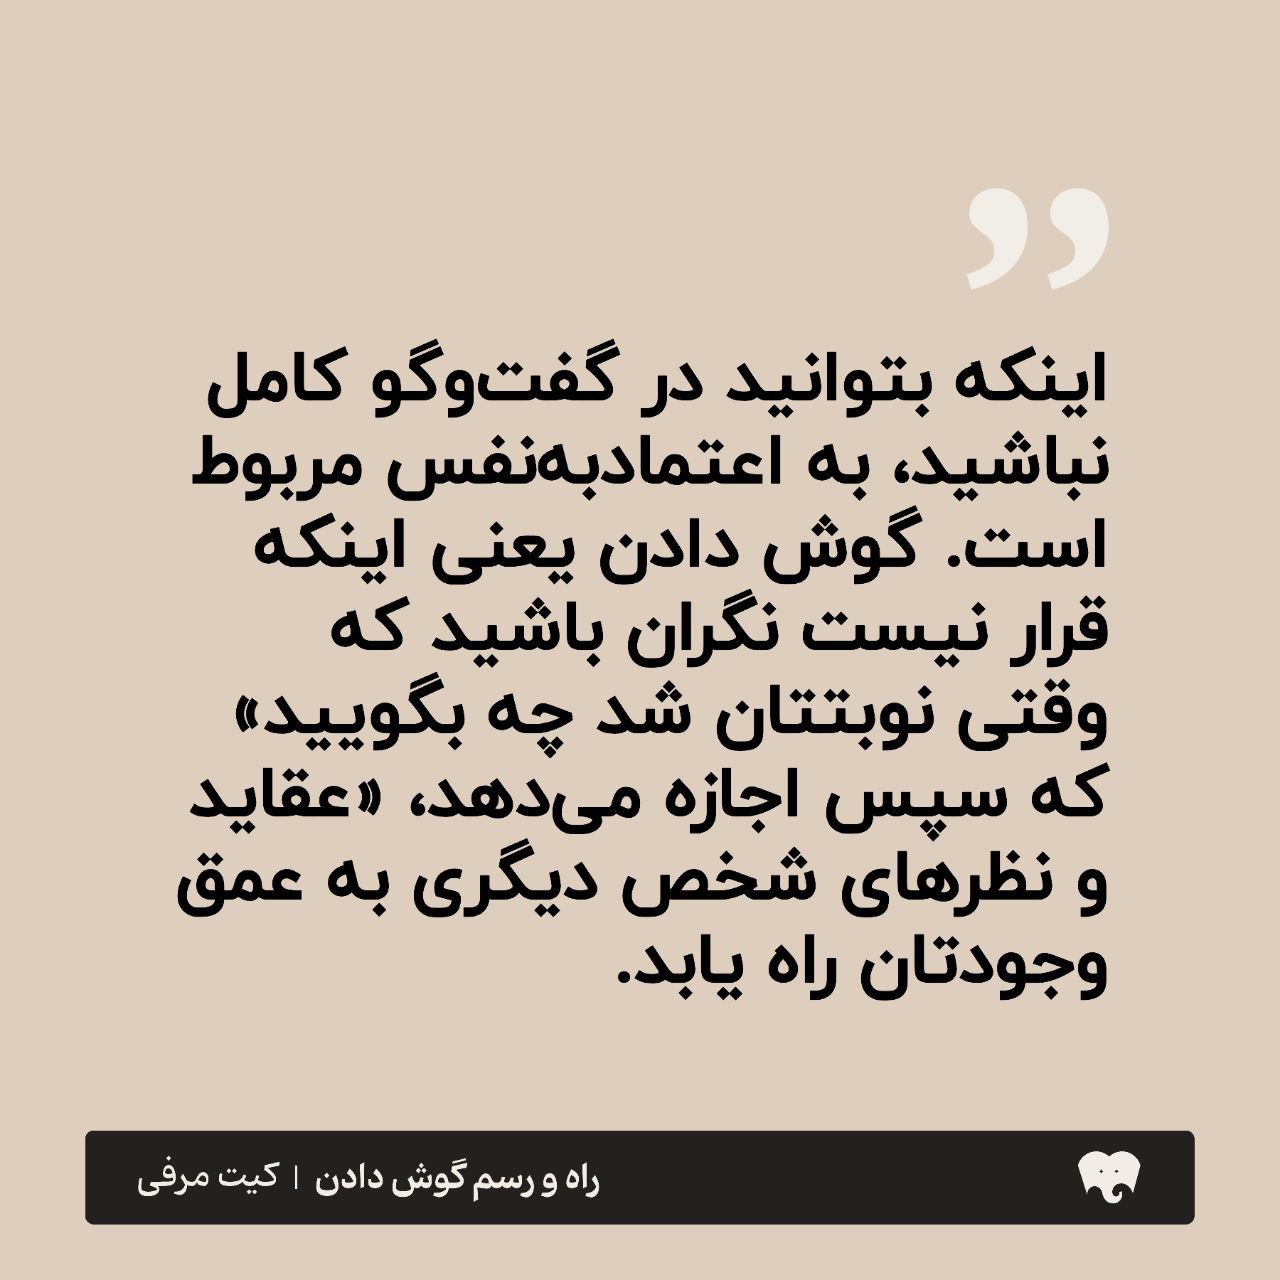 ”
اینکه بتوانید در گفت‌وگو کامل
نباشید، به اعتمادبه‌نفس مربوط
است. گوش دادن یعنی اینکه
قرار نیست نگران باشید که
وقتی نوبتتان شد چه بگویید»
که سپس اجازه می‌دهد، «عقاید
و نظرهای شخص دیگری به عمق
وجودتان راه یابد.
راه و رسم گوش دادن | کیت مرفی